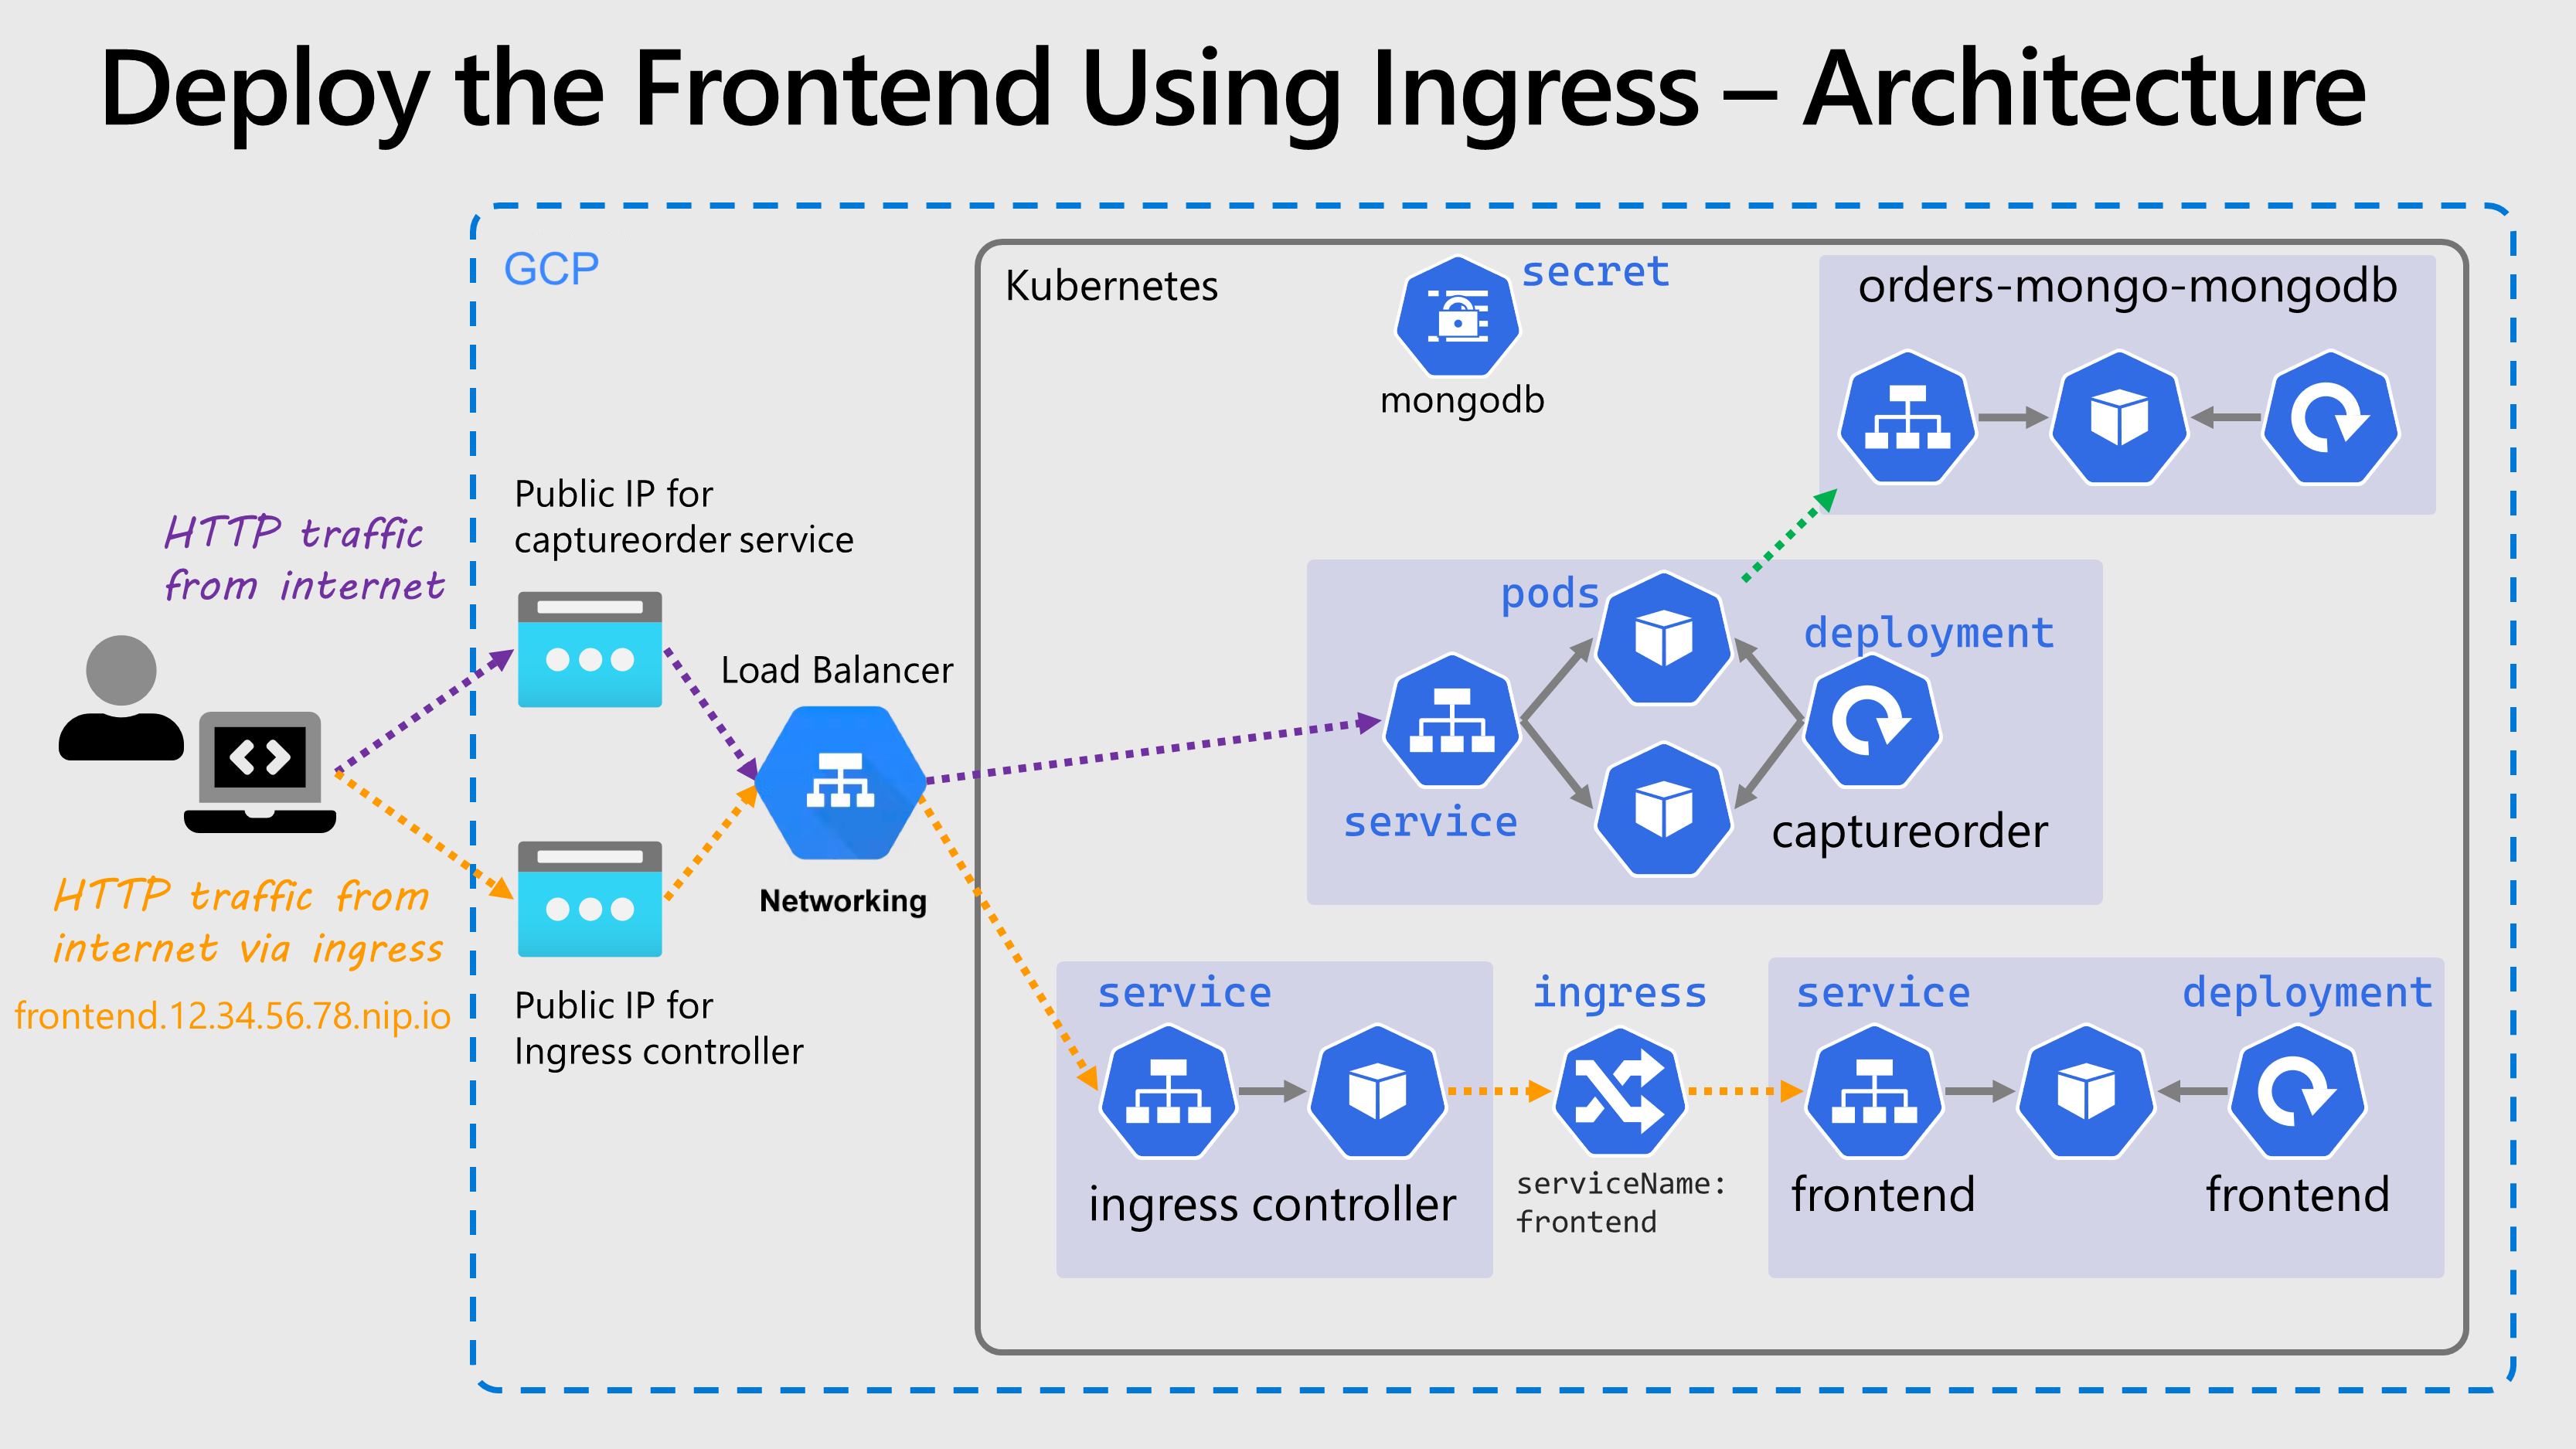 Deploy the Frontend Using Ingress – Architecture
GCP
Kubernetes
secret
mongodb
orders-mongo-mongodb
HTTP traffic
from internet
Public IP for
captureorder service
Load Balancer
Networking
pods
deployment
service
captureorder
HTTP traffic from
internet via ingress
frontend.12.34.56.78.nip.io
Public IP for
Ingress controller
service
ingress controller
ingress
serviceName:
frontend
service
deployment
frontend
frontend